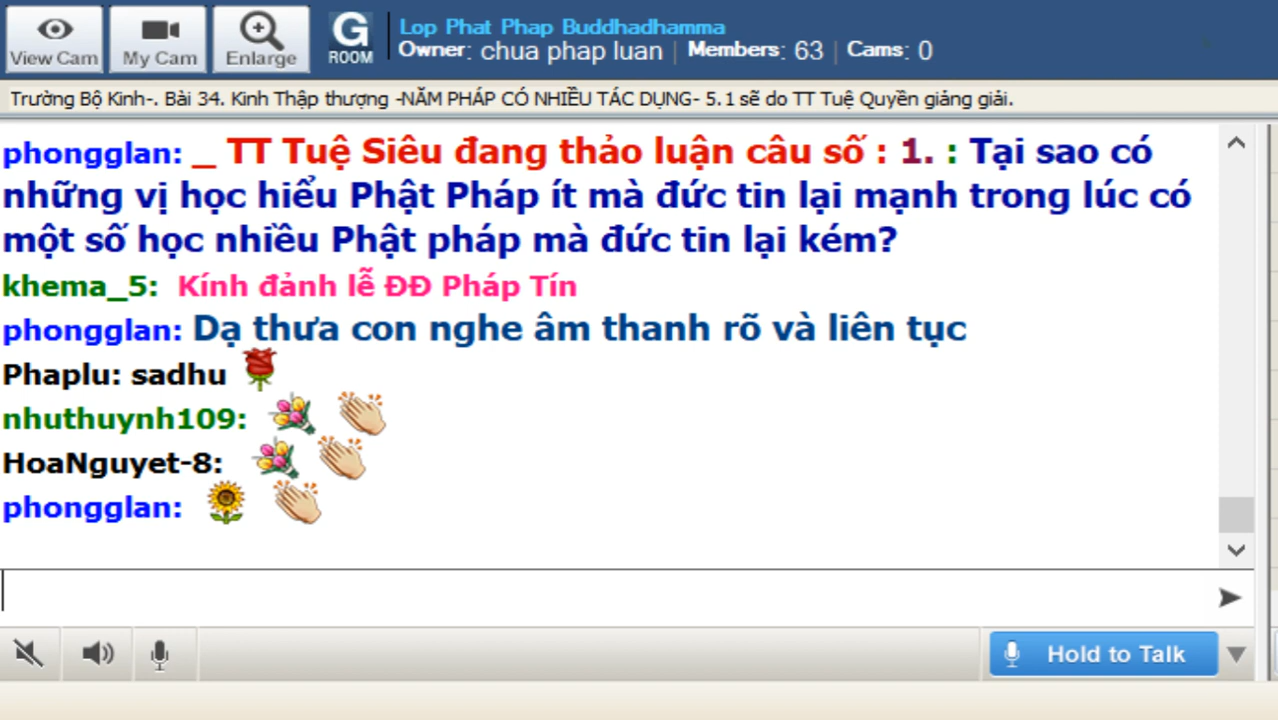 View Cam
My Cam
Enlarge
G
ROOM
Lop Phat Phap Buddhadhamma
Owner: chua phap luan | Members: 63 | Cams: 0
Trường Bộ Kinh-. Bài 34. Kinh Thập thượng -NĂM PHÁP CÓ NHIỀU TÁC DỤNG- 5.1 sẽ do TT Tuệ Quyền giảng giải.
phongglan: _ TT Tuệ Siêu đang thảo luận câu số : 1. : Tại sao có
những vị học hiểu Phật Pháp ít mà đức tin lại mạnh trong lúc có
một số học nhiều Phật pháp mà đức tin lại kém?
khema_5: Kính đảnh lễ ĐĐ Pháp Tín
phongglan: Dạ thưa con nghe âm thanh rõ và liên tục
Phaplu: sadhu
nhuthuynh109:
HoaNguyet-8:
phongglan:
Hold to Talk